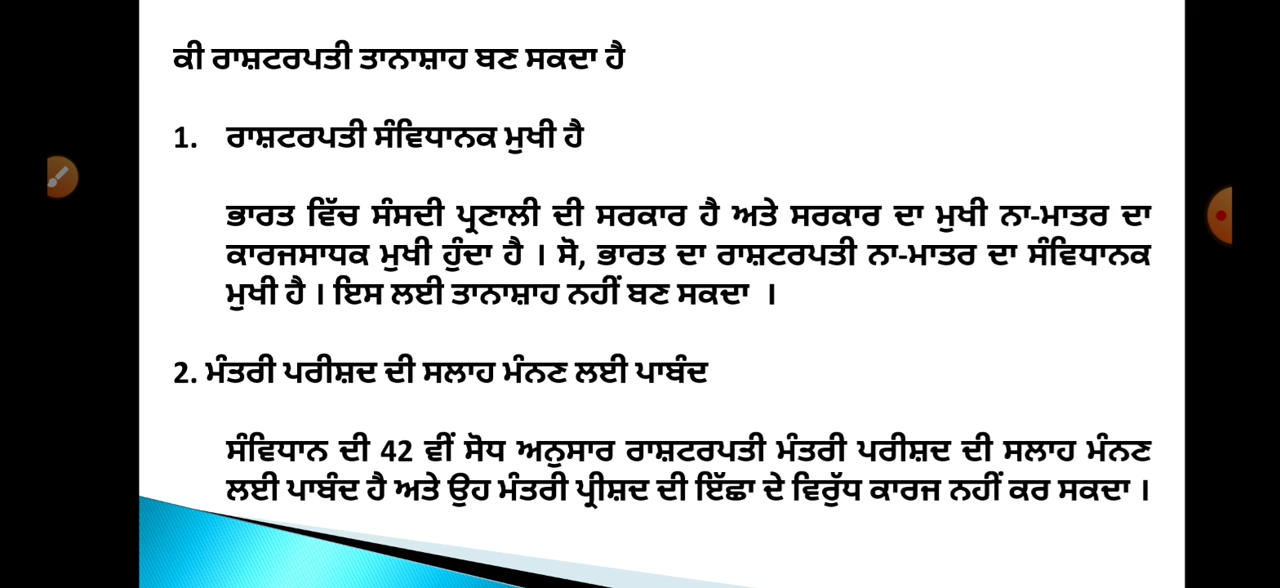 ਕੀ ਰਾਸ਼ਟਰਪਤੀ ਤਾਨਾਸ਼ਾਹ ਬਣ ਸਕਦਾ ਹੈ
1. ਰਾਸ਼ਟਰਪਤੀ ਸੰਵਿਧਾਨਕ ਮੁਖੀ ਹੈ
ਭਾਰਤ ਵਿੱਚ ਸੰਸਦੀ ਪ੍ਰਣਾਲੀ ਦੀ ਸਰਕਾਰ ਹੈ ਅਤੇ ਸਰਕਾਰ ਦਾ ਮੁਖੀ ਨਾ-ਮਾਤਰ ਦਾ
ਕਾਰਜਸਾਧਕ ਮੁਖੀ ਹੁੰਦਾ ਹੈ । ਸੋ, ਭਾਰਤ ਦਾ ਰਾਸ਼ਟਰਪਤੀ ਨਾ-ਮਾਤਰ ਦਾ ਸੰਵਿਧਾਨਕ
ਮੁਖੀ ਹੈ । ਇਸ ਲਈ ਤਾਨਾਸ਼ਾਹ ਨਹੀਂ ਬਣ ਸਕਦਾ ।
2. ਮੰਤਰੀ ਪਰੀਸ਼ਦ ਦੀ ਸਲਾਹ ਮੰਨਣ ਲਈ ਪਾਬੰਦ
ਸੰਵਿਧਾਨ ਦੀ 42 ਵੀਂ ਸੋਧ ਅਨੁਸਾਰ ਰਾਸ਼ਟਰਪਤੀ ਮੰਤਰੀ ਪਰੀਸ਼ਦ ਦੀ ਸਲਾਹ ਮੰਨਣ
ਲਈ ਪਾਬੰਦ ਹੈ ਅਤੇ ਉਹ ਮੰਤਰੀ ਪ੍ਰੀਸ਼ਦ ਦੀ ਇੱਛਾ ਦੇ ਵਿਰੁੱਧ ਕਾਰਜ ਨਹੀਂ ਕਰ ਸਕਦਾ ।